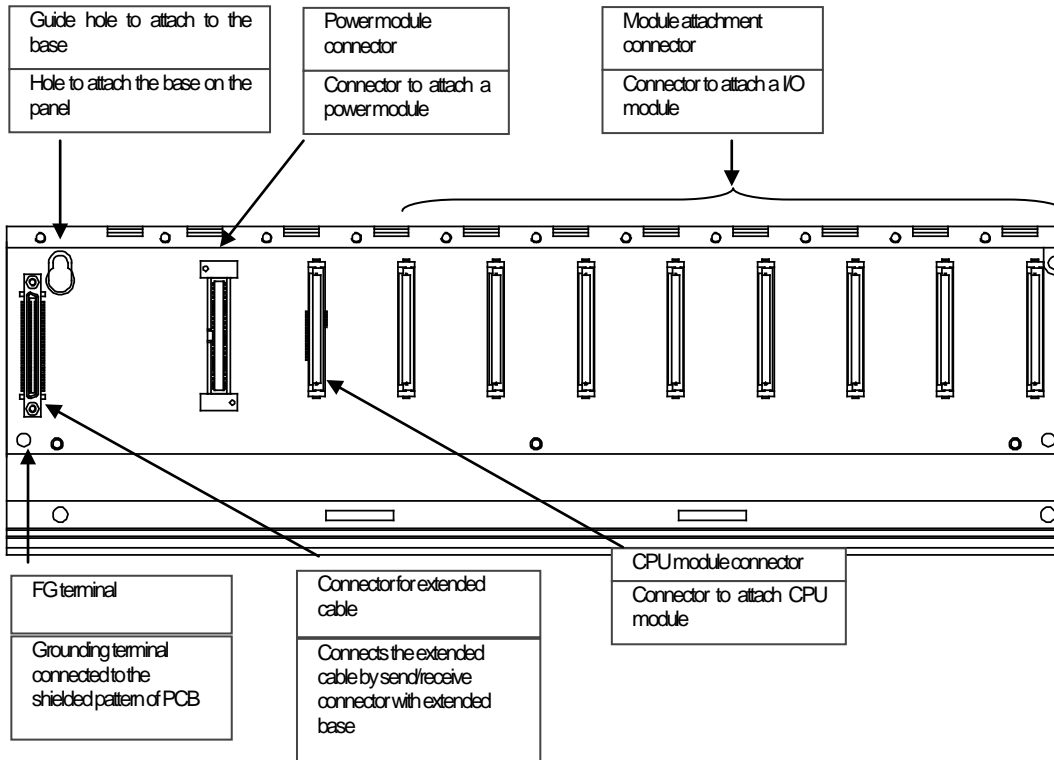 Guide hole to attach to the
base
Hole to attach the base on the
panel
Power module
connector
Connector to attach a
power module
Module attachment
connector
Connector to attach a I/O
module
FG terminal
Grounding terminal
connected to the
shielded pattern of PCB
Connector for extended
cable
Connects the extended
cable by send/receive
connector with extended
base
CPU module connector
Connector to attach CPU
module